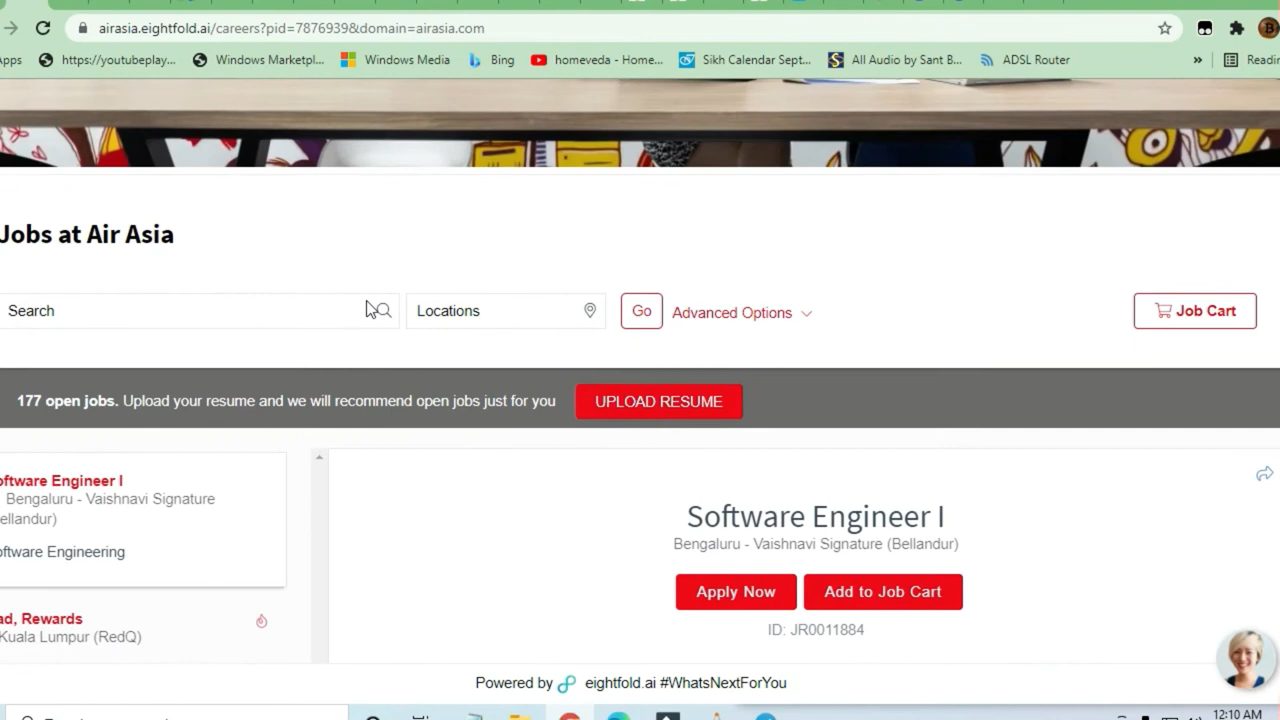 airasia.eightfold.ai/careers?pid=7876939&domain=airasia.com
Apps https://youtubeplay... Windows Marketpl... Windows Media Bing homeveda - Home... Sikh Calendar Sept... All Audio by Sant B... ADSL Router » Readin
Jobs at Air Asia
Search Locations Go Advanced Options Job Cart
177 open jobs. Upload your resume and we will recommend open jobs just for you UPLOAD RESUME
oftware Engineer I
Bengaluru - Vaishnavi Signature
ellandur)
oftware Engineering
ad, Rewards
Kuala Lumpur (RedQ)
Software Engineer I
Bengaluru - Vaishnavi Signature (Bellandur)
Apply Now Add to Job Cart
ID: JR0011884
Powered by eightfold.ai #WhatsNextForYou
12:10 AM